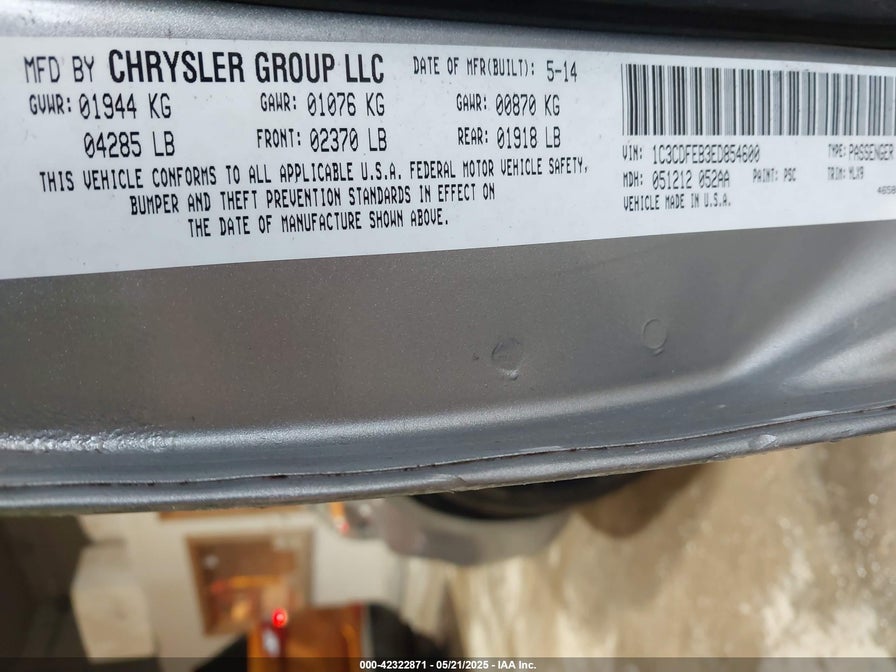 MFD BY CHRYSLER GROUP LLC DATE OF MFR(BUILT): 5-14
GVWR: 01944 KG GAWR: 01076 KG GAWR: 00870 KG
04285 LB FRONT: 02370 LB REAR: 01918 LB
THIS VEHICLE CONFORMS TO ALL APPLICABLE U.S.A. FEDERAL MOTOR VEHICLE SAFETY,
BUMPER AND THEFT PREVENTION STANDARDS IN EFFECT ON
THE DATE OF MANUFACTURE SHOWN ABOVE.
VIN: 1C3CDFEB3ED854600 TYPE: PASSENGER
MDH: 051212 052AA PAINT: PSC TRIM: MLX9
VEHICLE MADE IN U.S.A.
000-42322871 - 05/21/2025 - IAA Inc.